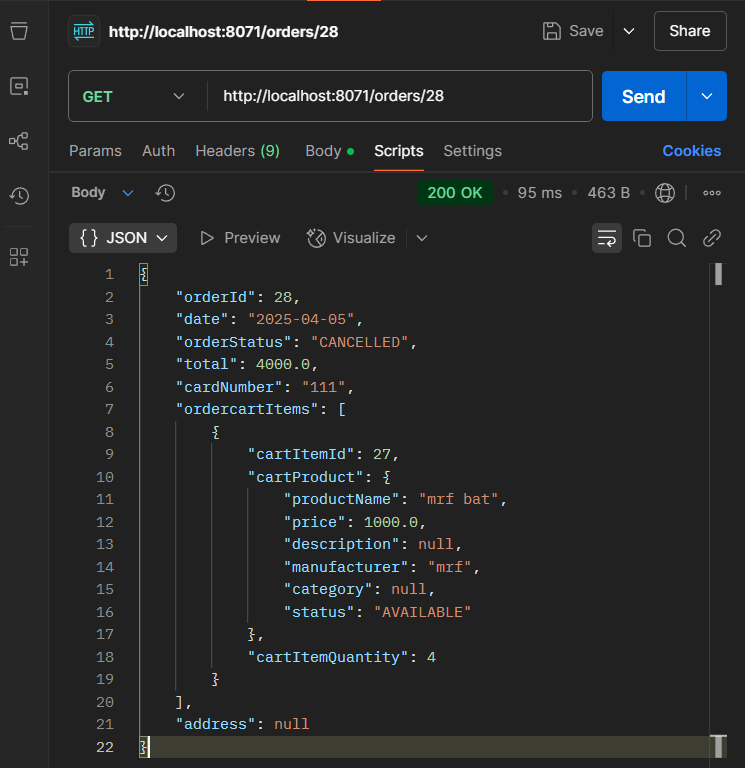 HTTP http://localhost:8071/orders/28 Save Share
GET http://localhost:8071/orders/28 Send
Params Auth Headers (9) Body Scripts Settings Cookies
Body 200 OK 95 ms 463 B
{} JSON Preview Visualize
1 {
2 "orderId": 28,
3 "date": "2025-04-05",
4 "orderStatus": "CANCELLED",
5 "total": 4000.0,
6 "cardNumber": "111",
7 "ordercartItems": [
8 {
9 "cartItemId": 27,
10 "cartProduct": {
11 "productName": "mrf bat",
12 "price": 1000.0,
13 "description": null,
14 "manufacturer": "mrf",
15 "category": null,
16 "status": "AVAILABLE"
17 },
18 "cartItemQuantity": 4
19 }
20 ],
21 "address": null
22 }